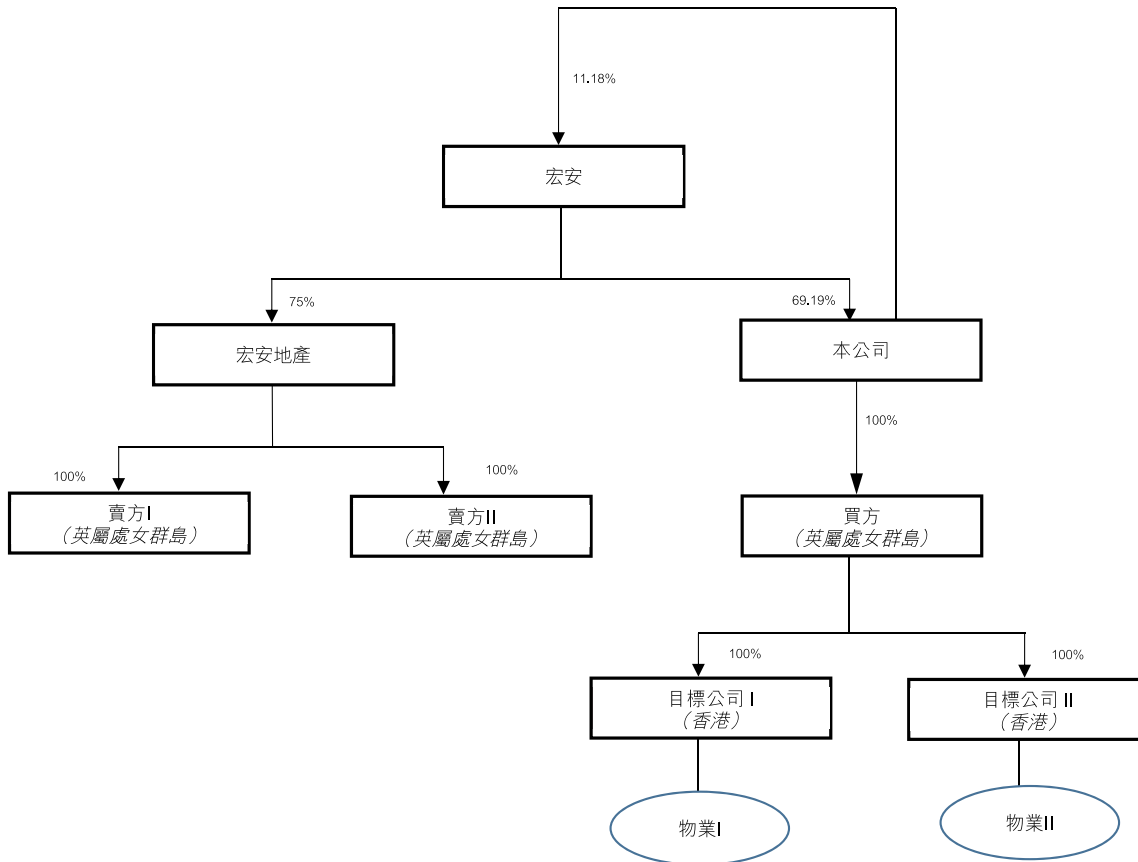 11.18%
宏安
75%
69.19%
宏安地產
本公司
100%
100%
100%
賣方I
(英屬處女群島)
賣方II
(英屬處女群島)
買方
(英屬處女群島)
100%
100%
目標公司 I
(香港)
目標公司 II
(香港)
物業I
物業II